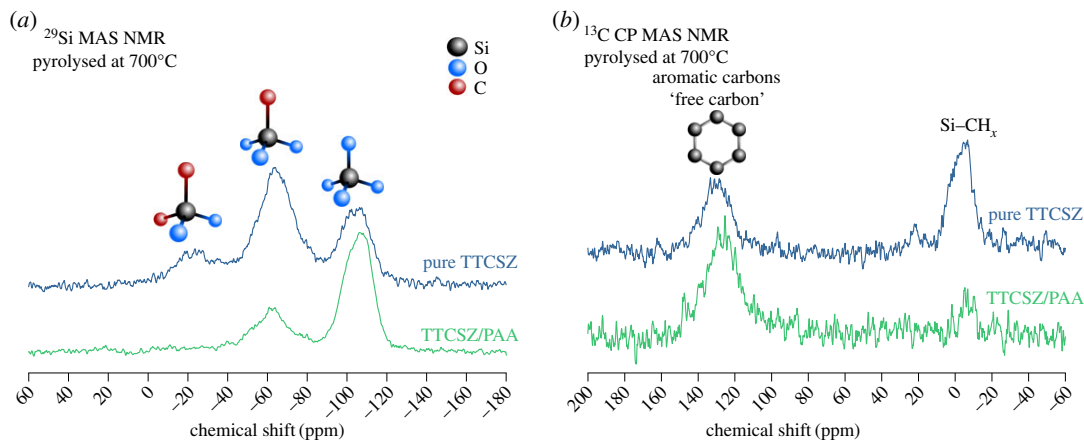 (a)
²⁹Si MAS NMR
pyrolysed at 700°C
Si
O
C
pure TTCSZ
TTCSZ/PAA
60 40 20 0 –20 –40 –60 –80 –100 –120 –140 –160 –180
chemical shift (ppm)
(b)
¹³C CP MAS NMR
pyrolysed at 700°C
aromatic carbons
‘free carbon’
Si–CHₓ
pure TTCSZ
TTCSZ/PAA
200 180 160 140 120 100 80 60 40 20 0 –20 –40 –60
chemical shift (ppm)